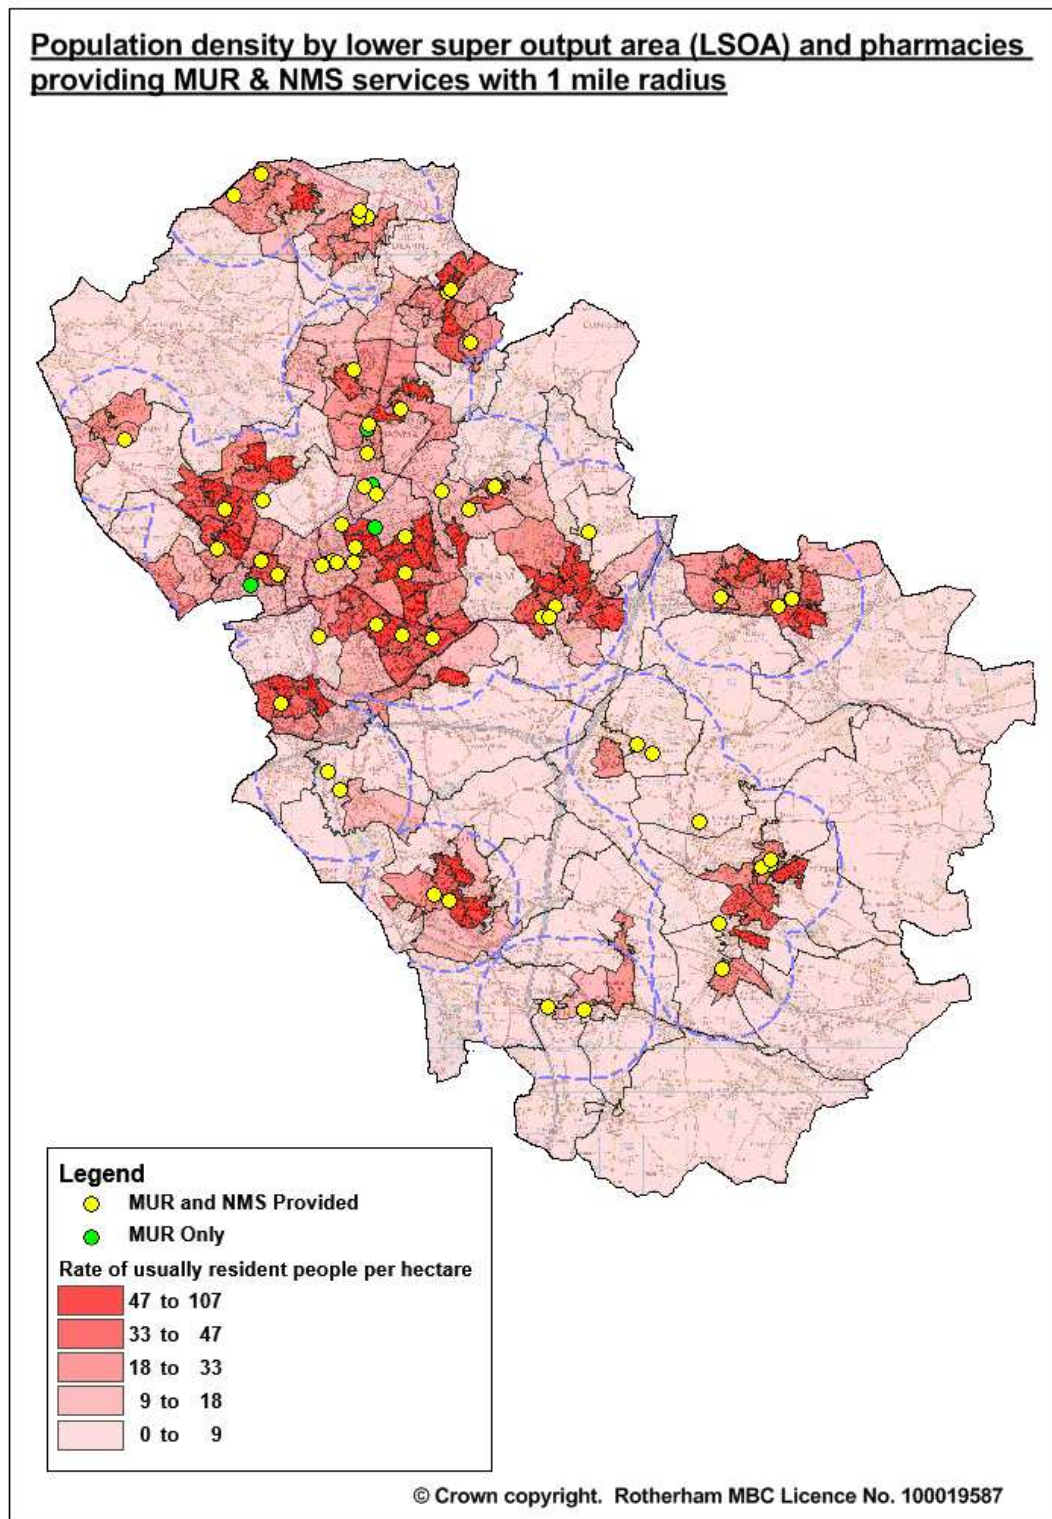 Population density by lower super output area (LSOA) and pharmacies
providing MUR & NMS services with 1 mile radius
Legend
MUR and NMS Provided
MUR Only
Rate of usually resident people per hectare
47 to 107
33 to 47
18 to 33
9 to 18
0 to 9
© Crown copyright. Rotherham MBC Licence No. 100019587